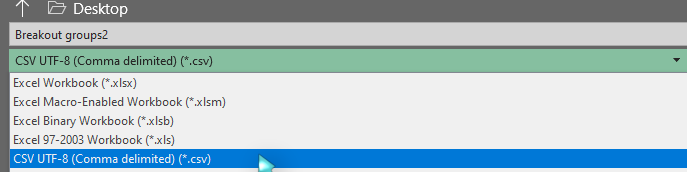 Desktop
Breakout groups2
CSV UTF-8 (Comma delimited) (*.csv)
Excel Workbook (*.xlsx)
Excel Macro-Enabled Workbook (*.xlsm)
Excel Binary Workbook (*.xlsb)
Excel 97-2003 Workbook (*.xls)
CSV UTF-8 (Comma delimited) (*.csv)